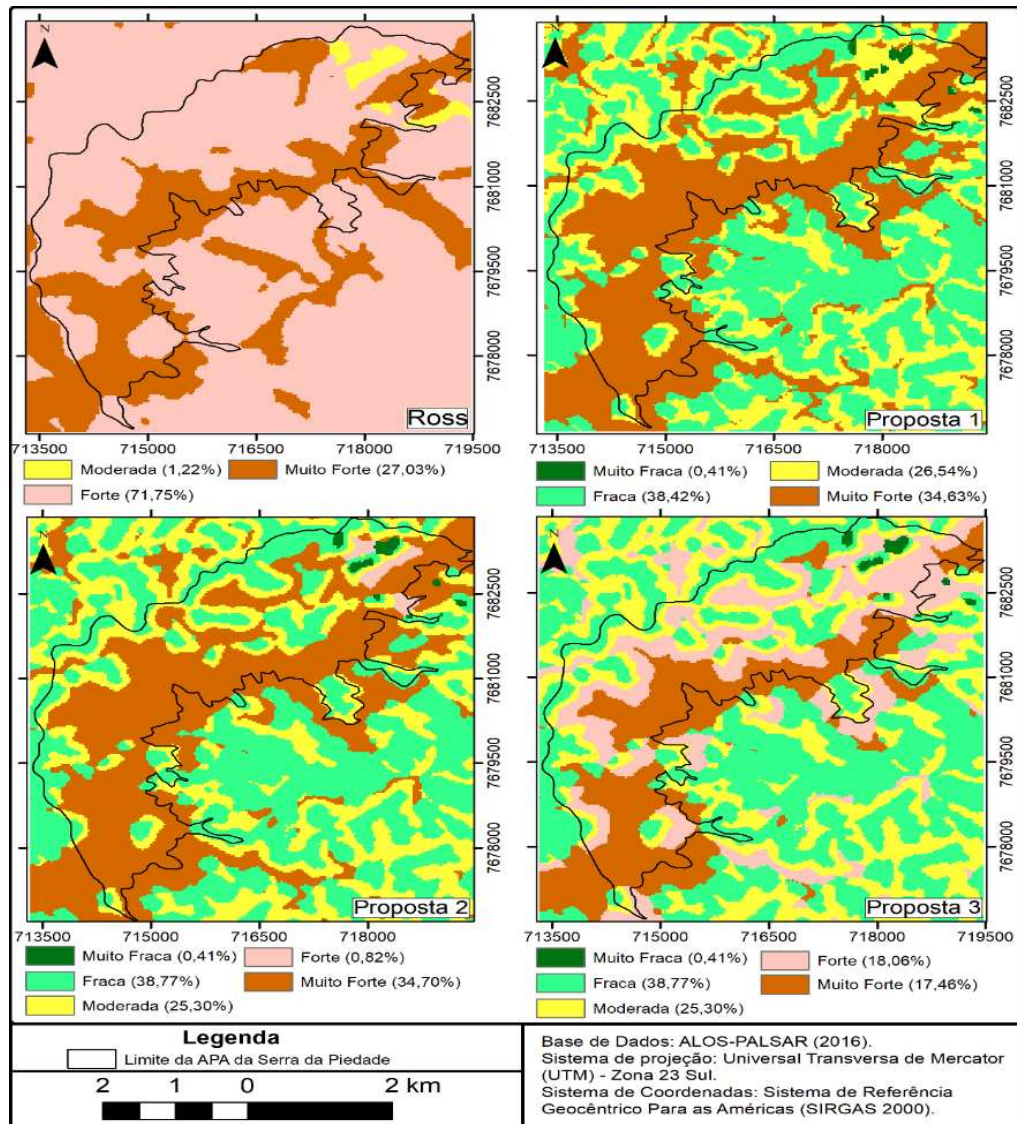 N
N
7682500
7681000
7679500
7678000
Ross
Proposta 1
713500 715000 716500 718000 719500
715000 716500 718000
Moderada (1,22%) Muito Forte (27,03%)
Forte (71,75%)
Muito Fraca (0,41%) Moderada (26,54%)
Fraca (38,42%) Muito Forte (34,63%)
7682500
7681000
7679500
7678000
N
N
7682500
7681000
7679500
7678000
Proposta 2
Proposta 3
713500 715000 716500 718000
713500 715000 716500 718000 719500
7682500
7681000
7679500
7678000
Muito Fraca (0,41%) Forte (0,82%)
Fraca (38,77%) Muito Forte (34,70%)
Moderada (25,30%)
Muito Fraca (0,41%) Forte (18,06%)
Fraca (38,77%) Muito Forte (17,46%)
Moderada (25,30%)
Legenda
Limite da APA da Serra da Piedade
2 1 0 2 km
Base de Dados: ALOS-PALSAR (2016).
Sistema de projeção: Universal Transversa de Mercator
(UTM) - Zona 23 Sul.
Sistema de Coordenadas: Sistema de Referência
Geocêntrico Para as Américas (SIRGAS 2000).